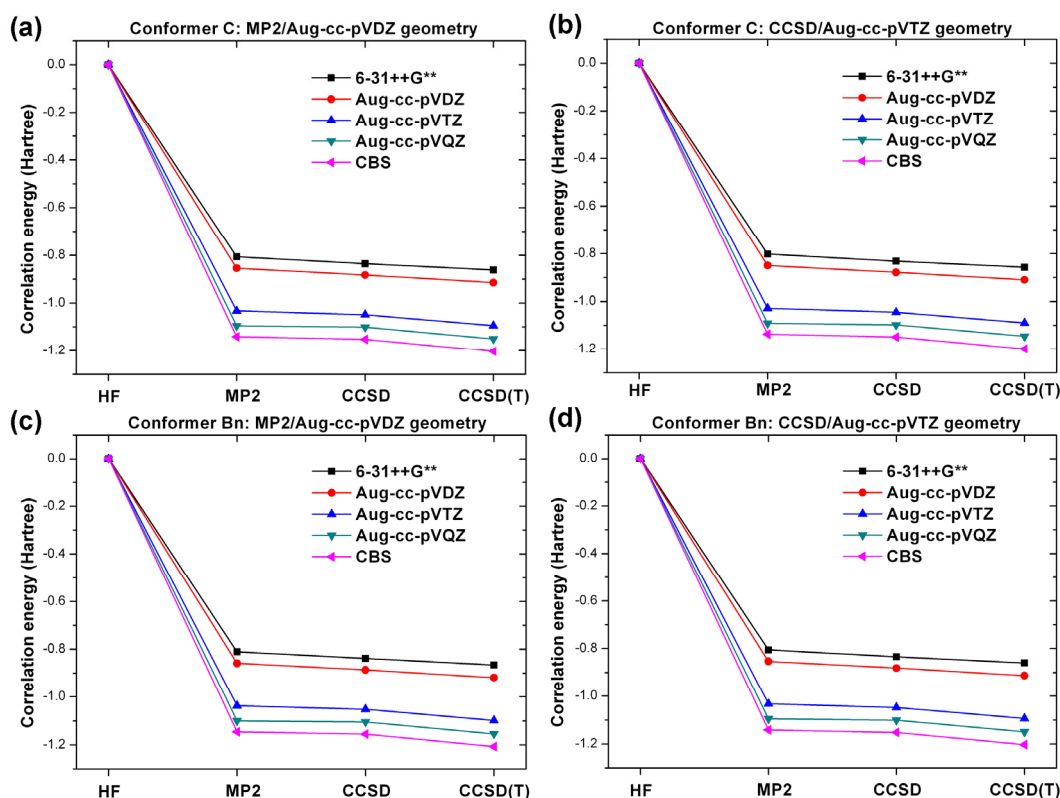 (a)
Conformer C: MP2/Aug-cc-pVDZ geometry
Correlation energy (Hartree)
0.0
-0.2
-0.4
-0.6
-0.8
-1.0
-1.2
6-31++G**
Aug-cc-pVDZ
Aug-cc-pVTZ
Aug-cc-pVQZ
CBS
HF MP2 CCSD CCSD(T)
(b)
Conformer C: CCSD/Aug-cc-pVTZ geometry
Correlation energy (Hartree)
0.0
-0.2
-0.4
-0.6
-0.8
-1.0
-1.2
6-31++G**
Aug-cc-pVDZ
Aug-cc-pVTZ
Aug-cc-pVQZ
CBS
HF MP2 CCSD CCSD(T)
(c)
Conformer Bn: MP2/Aug-cc-pVDZ geometry
Correlation energy (Hartree)
0.0
-0.2
-0.4
-0.6
-0.8
-1.0
-1.2
6-31++G**
Aug-cc-pVDZ
Aug-cc-pVTZ
Aug-cc-pVQZ
CBS
HF MP2 CCSD CCSD(T)
(d)
Conformer Bn: CCSD/Aug-cc-pVTZ geometry
Correlation energy (Hartree)
0.0
-0.2
-0.4
-0.6
-0.8
-1.0
-1.2
6-31++G**
Aug-cc-pVDZ
Aug-cc-pVTZ
Aug-cc-pVQZ
CBS
HF MP2 CCSD CCSD(T)